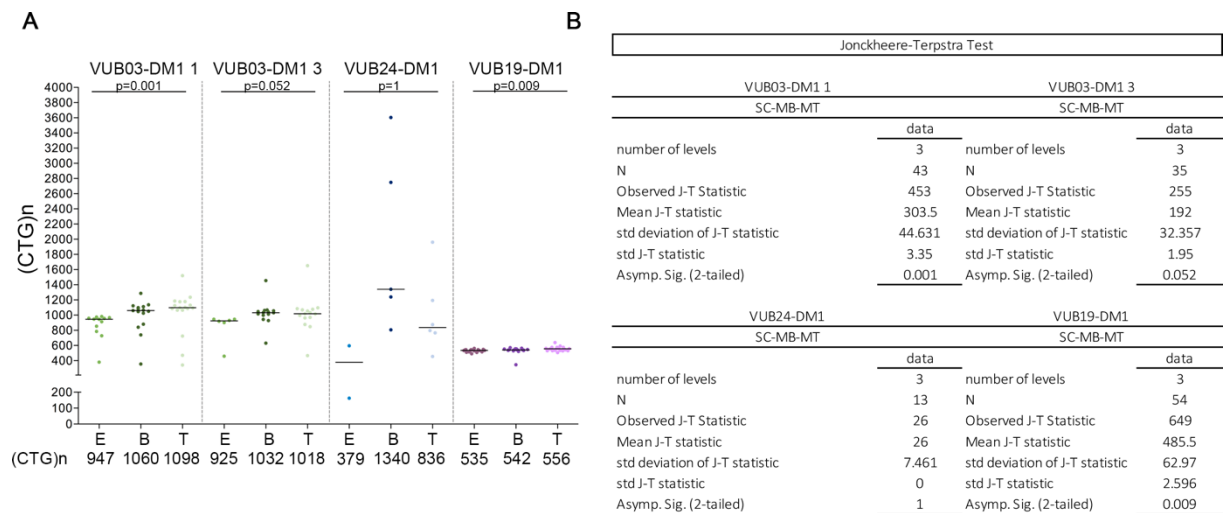 A
VUB03-DM1 1 VUB03-DM1 3 VUB24-DM1 VUB19-DM1
p=0.001 p=0.052 p=1 p=0.009
(CTG)n
4000
3800
3600
3400
3200
3000
2800
2600
2400
2200
2000
1800
1600
1400
1200
1000
800
600
400
200
100
0
E B T E B T E B T E B T
(CTG)n 947 1060 1098 925 1032 1018 379 1340 836 535 542 556
B
Jonckheere-Terpstra Test
VUB03-DM1 1 VUB03-DM1 3
SC-MB-MT SC-MB-MT
data data
number of levels 3 number of levels 3
N 43 N 35
Observed J-T Statistic 453 Observed J-T Statistic 255
Mean J-T statistic 303.5 Mean J-T statistic 192
std deviation of J-T statistic 44.631 std deviation of J-T statistic 32.357
std J-T statistic 3.35 std J-T statistic 1.95
Asymp. Sig. (2-tailed) 0.001 Asymp. Sig. (2-tailed) 0.052
VUB24-DM1 VUB19-DM1
SC-MB-MT SC-MB-MT
data data
number of levels 3 number of levels 3
N 13 N 54
Observed J-T Statistic 26 Observed J-T Statistic 649
Mean J-T statistic 26 Mean J-T statistic 485.5
std deviation of J-T statistic 7.461 std deviation of J-T statistic 62.97
std J-T statistic 0 std J-T statistic 2.596
Asymp. Sig. (2-tailed) 1 Asymp. Sig. (2-tailed) 0.009